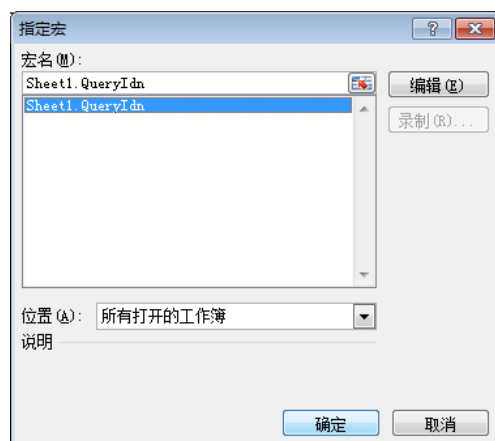 指定宏
宏名(M):
Sheet1.QueryIdn
编辑(E)
Sheet1.QueryIdn
录制(R)...
位置(A): 所有打开的工作簿
说明
确定 取消